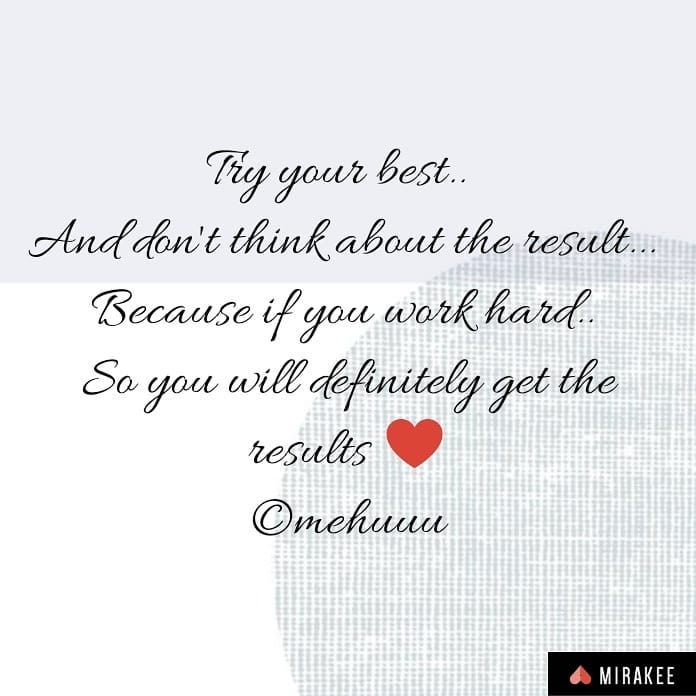 Try your best..
And don't think about the result...
Because if you work hard..
So you will definitely get the
results ❤
©mehuuu
MIRAKEE